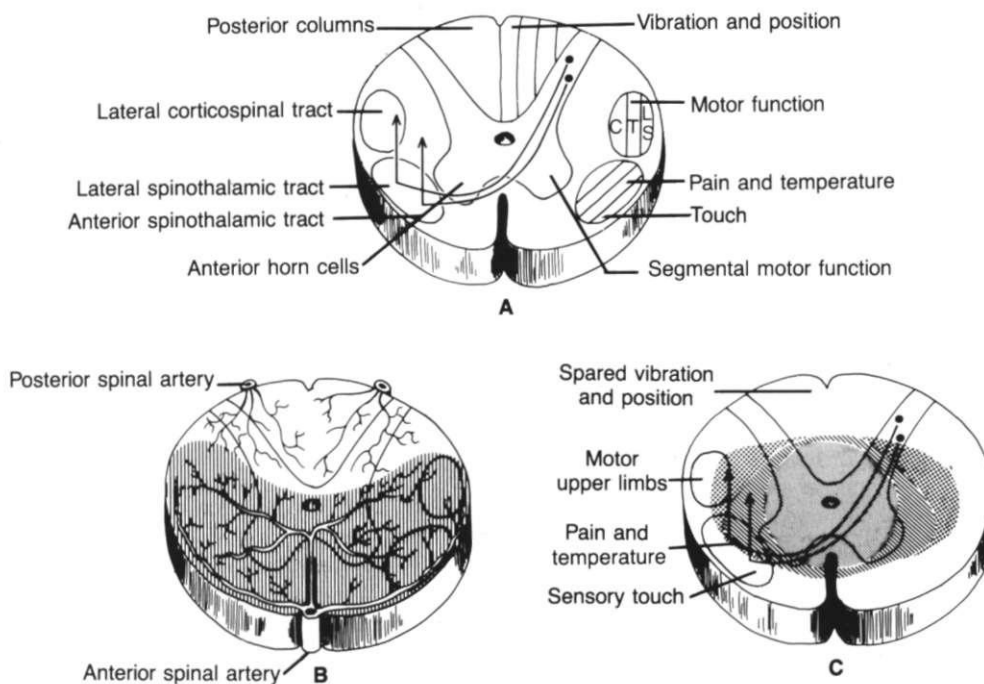 Posterior columns
Vibration and position
Lateral corticospinal tract
Motor function
C T L S
Lateral spinothalamic tract
Pain and temperature
Anterior spinothalamic tract
Touch
Anterior horn cells
Segmental motor function
A
Posterior spinal artery
Anterior spinal artery
B
Spared vibration
and position
Motor
upper limbs
Pain and
temperature
Sensory touch
C